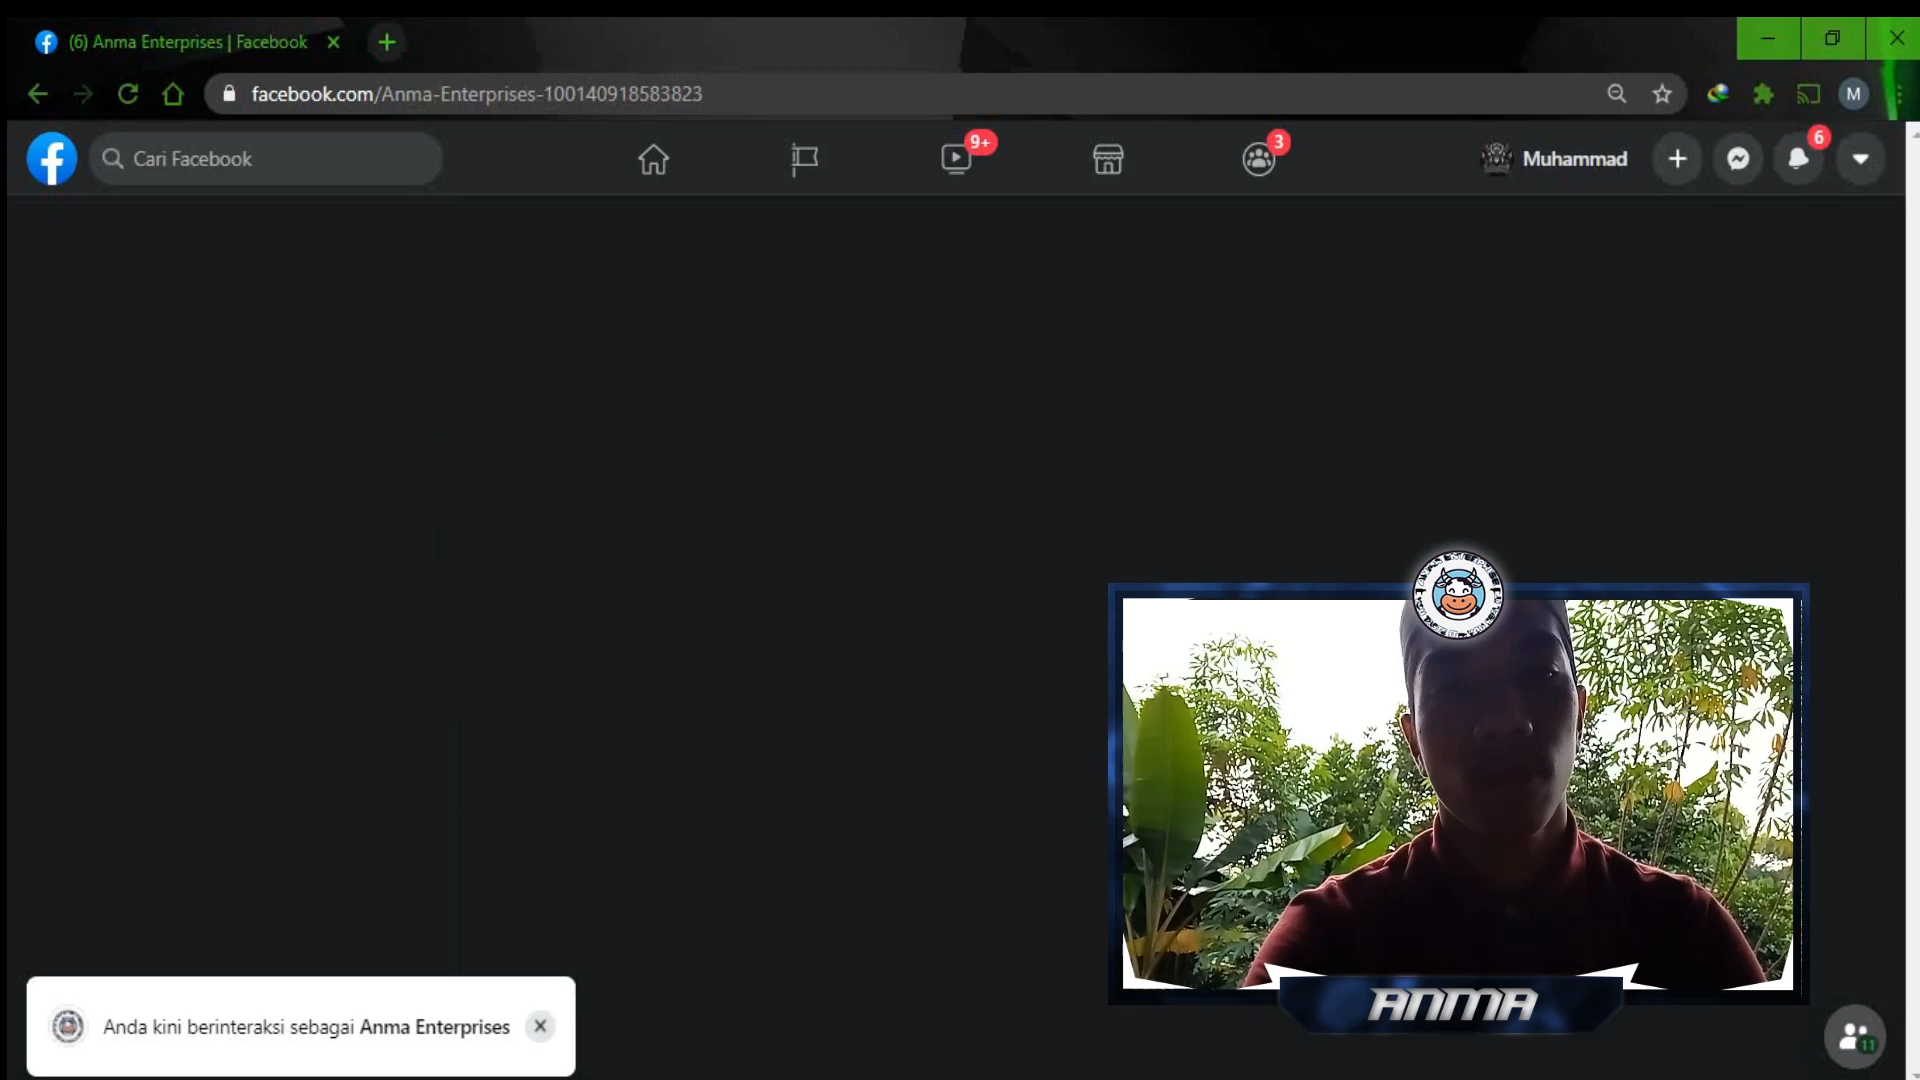 (6) Anma Enterprises | Facebook
facebook.com/Anma-Enterprises-100140918583823
M
Cari Facebook
9+
3
Muhammad
6
ANMA
Anda kini berinteraksi sebagai Anma Enterprises
11